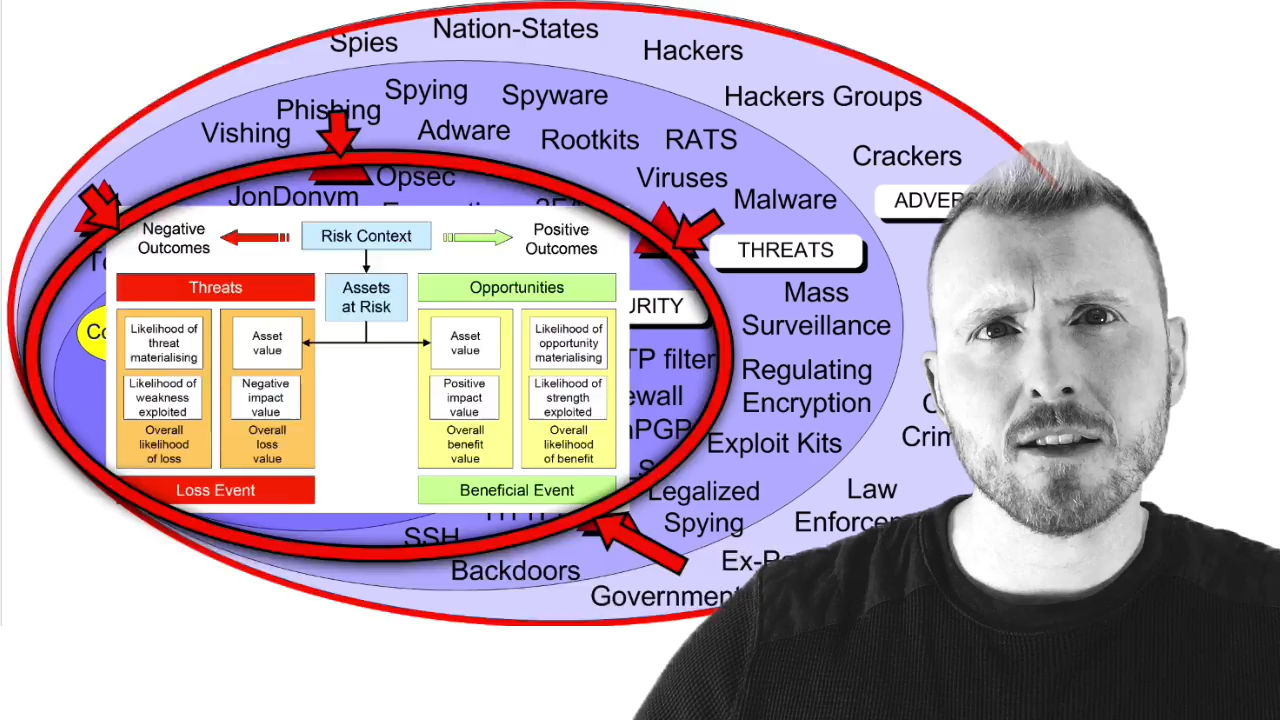 Nation-States
Spies
Hackers
Spying
Spyware
Hackers Groups
Phishing
Vishing
Adware
Rootkits
RATS
Crackers
Viruses
Opsec
JonDonym
Malware
Negative
Outcomes
Risk Context
Positive
Outcomes
THREATS
Threats
Assets
at Risk
Opportunities
Mass
Surveillance
Likelihood of
threat
materialising
Asset
value
Asset
value
Likelihood of
opportunity
materialising
filter
Regulating
Encryption
Likelihood of
weakness
exploited
Negative
impact
value
Positive
impact
value
Likelihood of
strength
exploited
Overall
likelihood
of loss
Overall
loss
value
Overall
benefit
value
Overall
likelihood
of benefit
Exploit Kits
Loss Event
Beneficial Event
Legalized
Spying
Law
SSH
Backdoors
Government